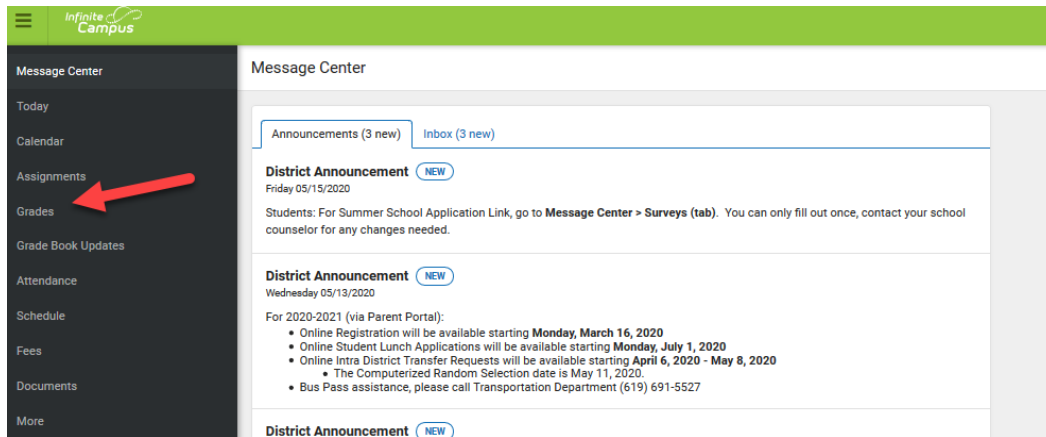 Infinite Campus
Message Center
Today
Calendar
Assignments
Grades
Grade Book Updates
Attendance
Schedule
Fees
Documents
More
Message Center
Announcements (3 new)
Inbox (3 new)
District Announcement NEW
Friday 05/15/2020
Students: For Summer School Application Link, go to Message Center > Surveys (tab). You can only fill out once, contact your school
counselor for any changes needed.
District Announcement NEW
Wednesday 05/13/2020
For 2020-2021 (via Parent Portal):
• Online Registration will be available starting Monday, March 16, 2020
• Online Student Lunch Applications will be available starting Monday, July 1, 2020
• Online Intra District Transfer Requests will be available starting April 6, 2020 - May 8, 2020
• The Computerized Random Selection date is May 11, 2020.
• Bus Pass assistance, please call Transportation Department (619) 691-5527
District Announcement NEW